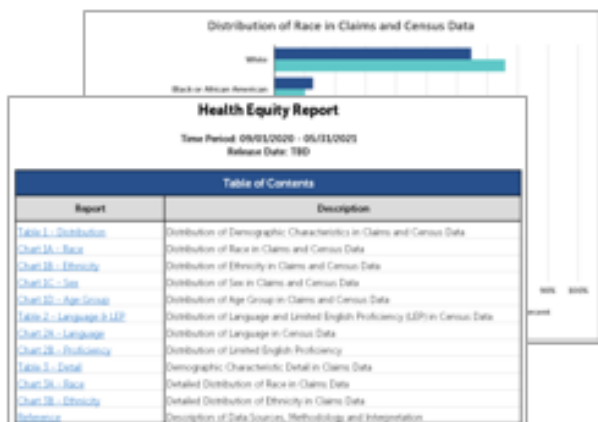 Distribution of Race in Claims and Census Data
White
Black or African American
90% 100%
Health Equity Report
Time Period: 09/01/2020 - 05/31/2021
Release Date: TBD
Table of Contents
Report Description
Table 1 - Distribution Distribution of Demographic Characteristics in Claims and Census Data
Chart 1A - Race Distribution of Race in Claims and Census Data
Chart 1B - Ethnicity Distribution of Ethnicity in Claims and Census Data
Chart 1C - Sex Distribution of Sex in Claims and Census Data
Chart 1D - Age Group Distribution of Age Group in Claims and Census Data
Table 2 - Language & LEP Distribution of Language and Limited English Proficiency (LEP) in Census Data
Chart 2A - Language Distribution of Language in Census Data
Chart 2B - Proficiency Distribution of Limited English Proficiency
Table 3 - Detail Demographic Characteristic Detail in Claims Data
Chart 3A - Race Detailed Distribution of Race in Claims Data
Chart 3B - Ethnicity Detailed Distribution of Ethnicity in Claims Data
Reference Description of Data Sources, Methodology and Interpretation